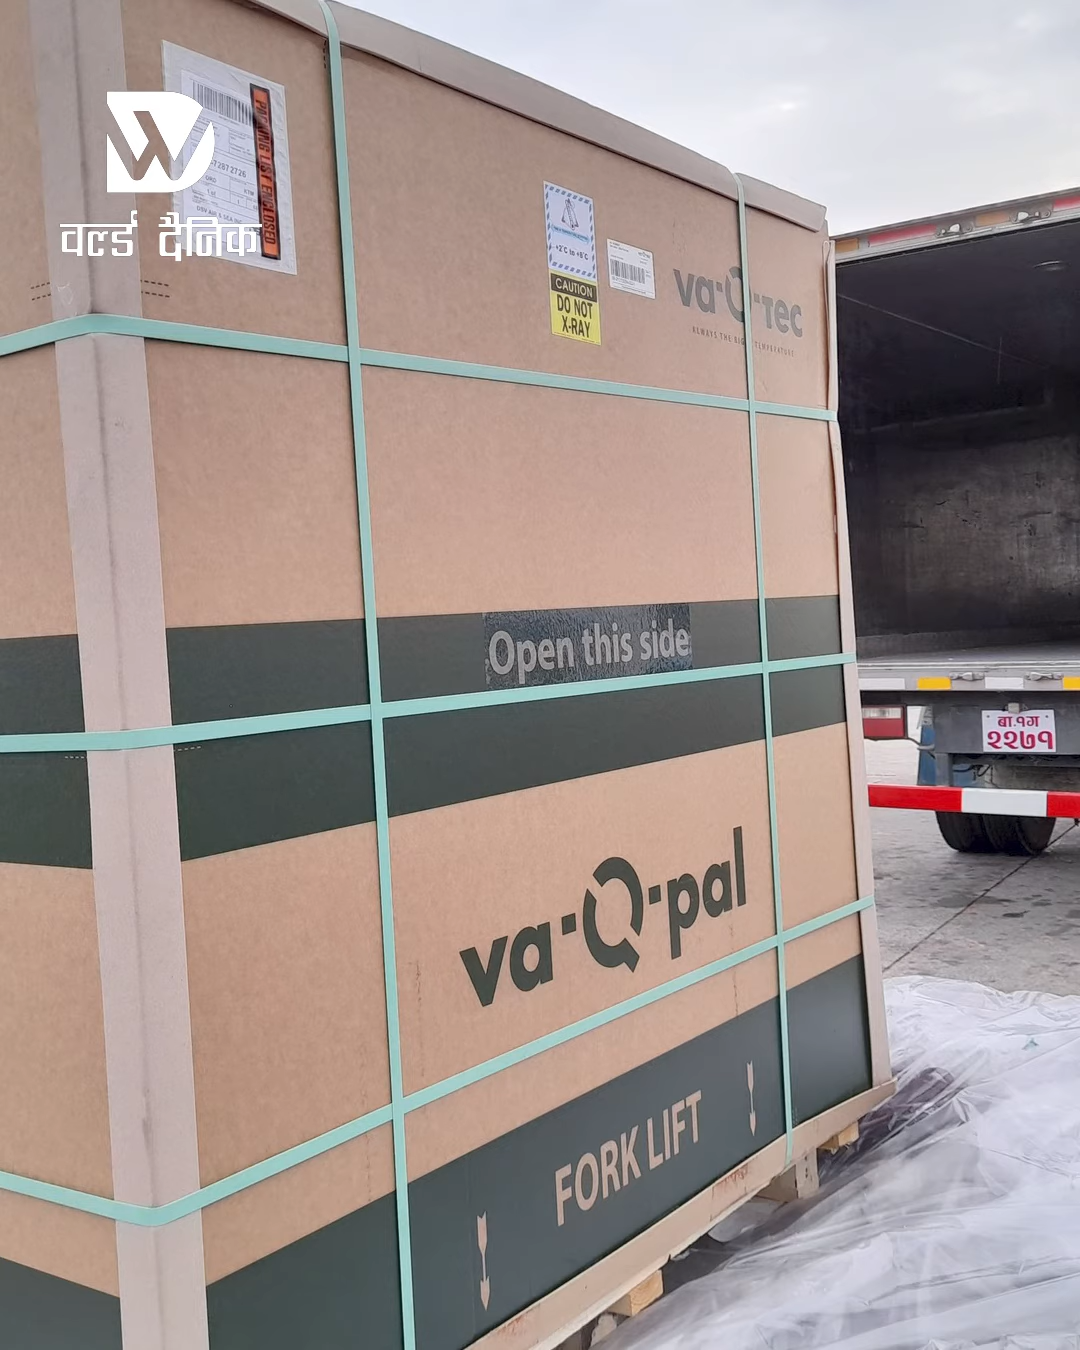 वर्ल्ड दैनिक
PACKING LIST ENCLOSED
+2°C to +8°C
CAUTION
DO NOT
X-RAY
va-Q-tec
Open this side
va-Q-pal
FORK LIFT
बा.१ग
२२७१